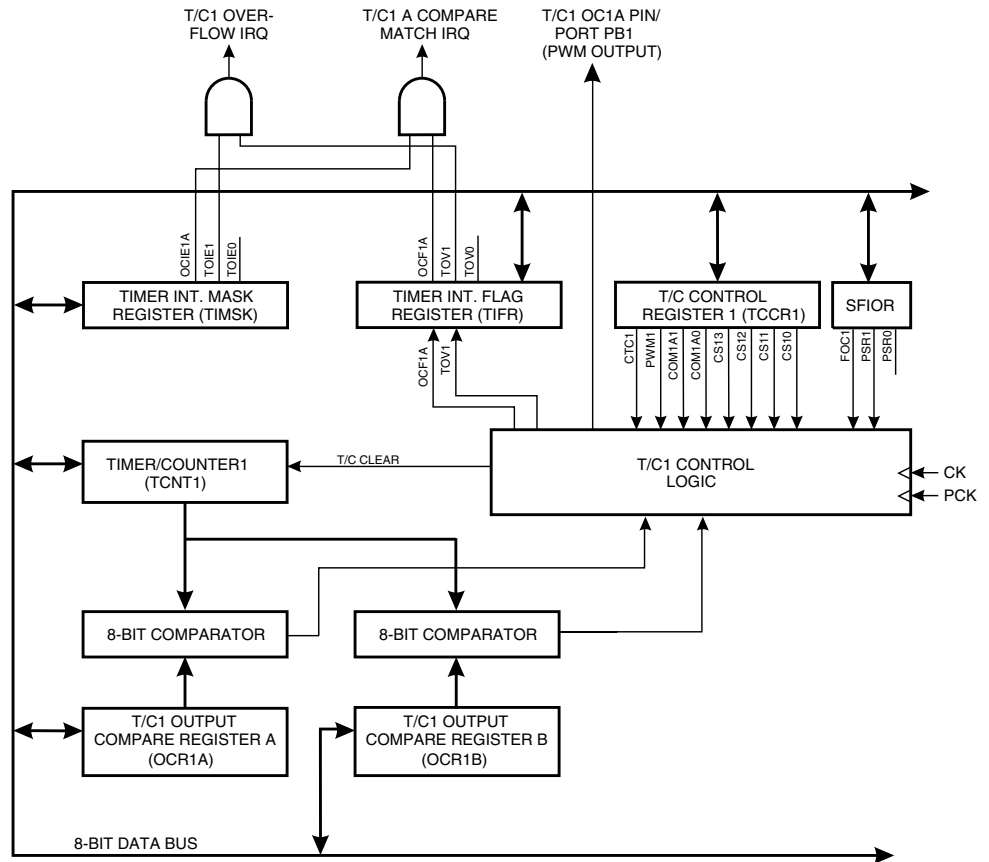 T/C1 OVER-
FLOW IRQ
T/C1 A COMPARE
MATCH IRQ
T/C1 OC1A PIN/
PORT PB1
(PWM OUTPUT)
OCIE1A
TOIE1
TOIE0
OCF1A
TOV1
TOV0
TIMER INT. MASK
REGISTER (TIMSK)
TIMER INT. FLAG
REGISTER (TIFR)
T/C CONTROL
REGISTER 1 (TCCR1)
SFIOR
OCF1A
TOV1
CTC1
PWM1
COM1A1
COM1A0
CS13
CS12
CS11
CS10
FOC1
PSR1
PSR0
TIMER/COUNTER1
(TCNT1)
T/C CLEAR
T/C1 CONTROL
LOGIC
CK
PCK
8-BIT COMPARATOR
8-BIT COMPARATOR
T/C1 OUTPUT
COMPARE REGISTER A
(OCR1A)
T/C1 OUTPUT
COMPARE REGISTER B
(OCR1B)
8-BIT DATA BUS